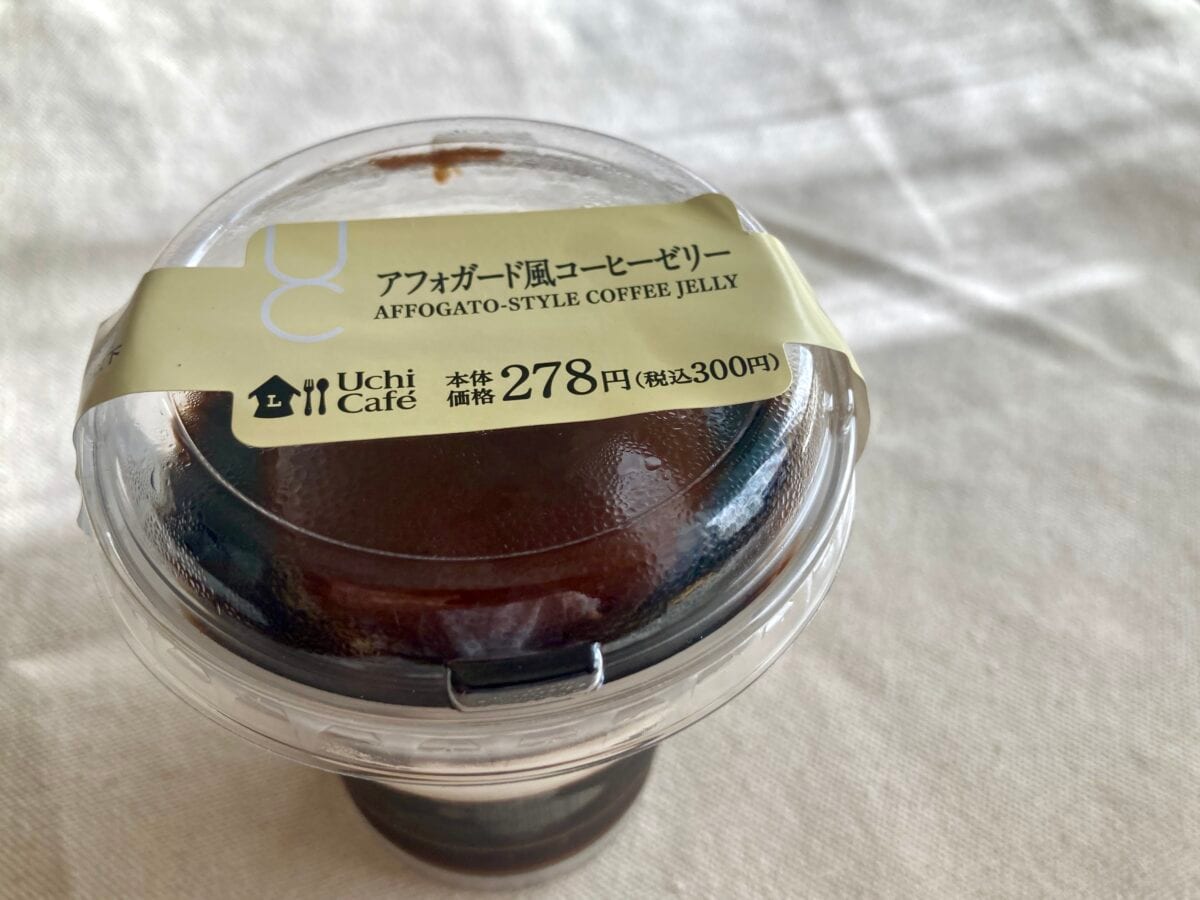 UC
アフォガード風コーヒーゼリー
AFFOGATO-STYLE COFFEE JELLY
L
Uchi
Café
本体
価格 278円(税込300円)